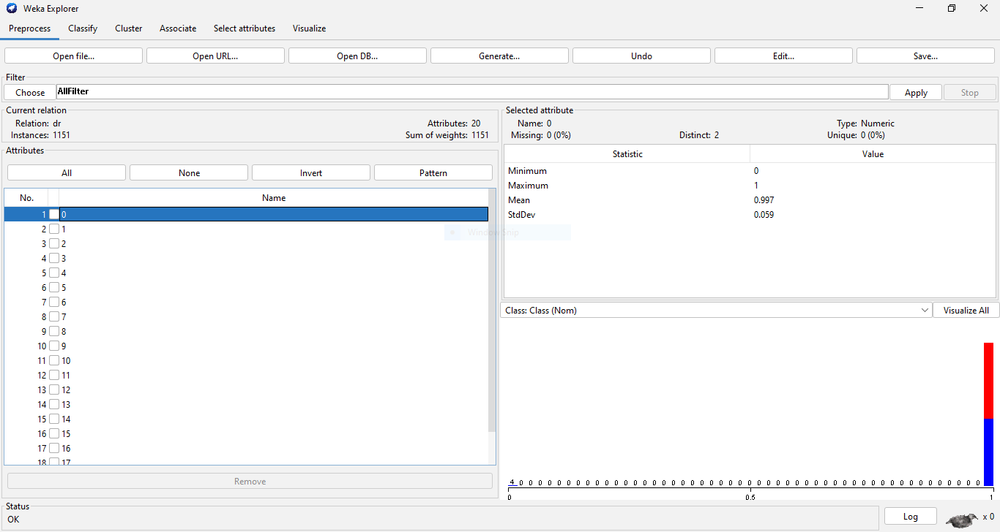 Weka Explorer
Preprocess Classify Cluster Associate Select attributes Visualize
Open file... Open URL... Open DB... Generate... Undo Edit... Save...
Filter
Choose AllFilter Apply Stop
Current relation
Relation: dr Attributes: 20
Instances: 1151 Sum of weights: 1151
Attributes
All None Invert Pattern
No. Name
1 0
2 1
3 2
4 3
5 4
6 5
7 6
8 7
9 8
10 9
11 10
12 11
13 12
14 13
15 14
16 15
17 16
18 17
Remove
Selected attribute
Name: 0 Type: Numeric
Missing: 0 (0%) Distinct: 2 Unique: 0 (0%)
Statistic Value
Minimum 0
Maximum 1
Mean 0.997
StdDev 0.059
Window Snip
Class: Class (Nom) Visualize All
4 0 0 0 0 0 0 0 0 0 0 0 0 0 0 0 0 0 0 0 0 0 0 0 0 0 0 0 0 0 0 0 0 0 0 0 0 0 0 0 0 0 0 0 0 0 0 0 0 0
0 0.5 1
Status
OK
Log x 0